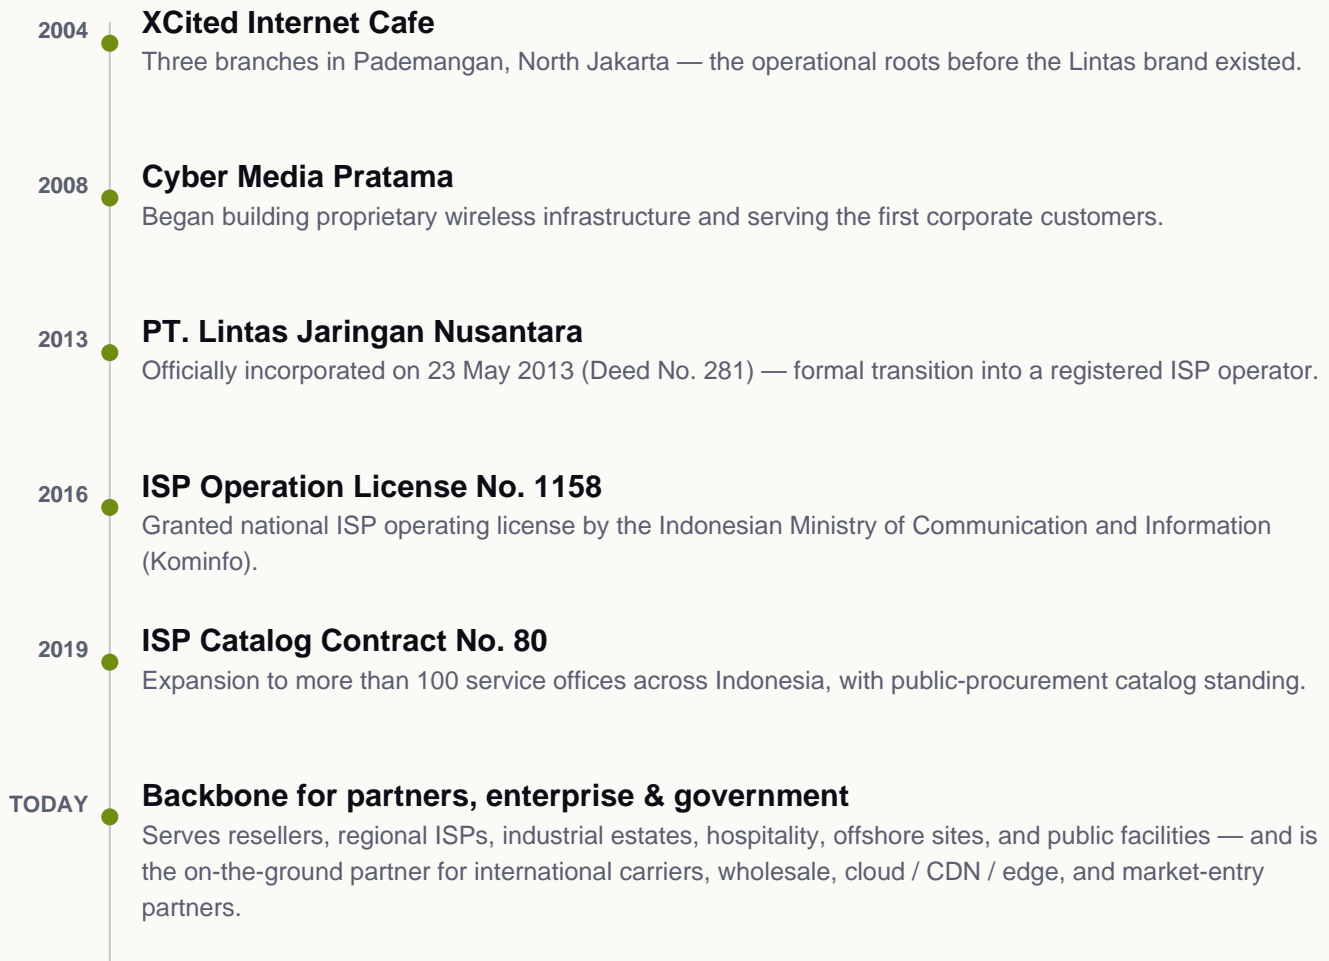 2004
XCited Internet Cafe
Three branches in Pademangan, North Jakarta — the operational roots before the Lintas brand existed.
2008
Cyber Media Pratama
Began building proprietary wireless infrastructure and serving the first corporate customers.
2013
PT. Lintas Jaringan Nusantara
Officially incorporated on 23 May 2013 (Deed No. 281) — formal transition into a registered ISP operator.
2016
ISP Operation License No. 1158
Granted national ISP operating license by the Indonesian Ministry of Communication and Information
(Kominfo).
2019
ISP Catalog Contract No. 80
Expansion to more than 100 service offices across Indonesia, with public-procurement catalog standing.
TODAY
Backbone for partners, enterprise & government
Serves resellers, regional ISPs, industrial estates, hospitality, offshore sites, and public facilities — and is
the on-the-ground partner for international carriers, wholesale, cloud / CDN / edge, and market-entry
partners.